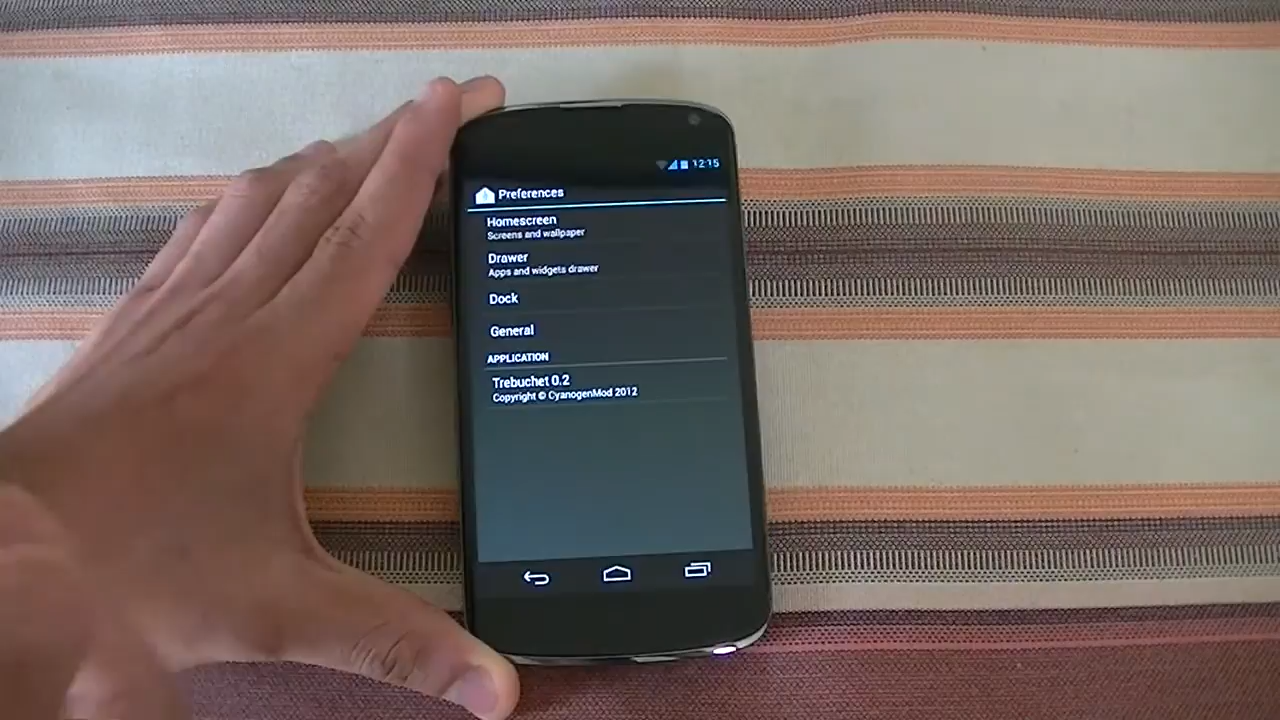 12:15
Preferences
Homescreen
Screens and wallpaper
Drawer
Apps and widgets drawer
Dock
General
APPLICATION
Trebuchet 0.2
Copyright © CyanogenMod 2012